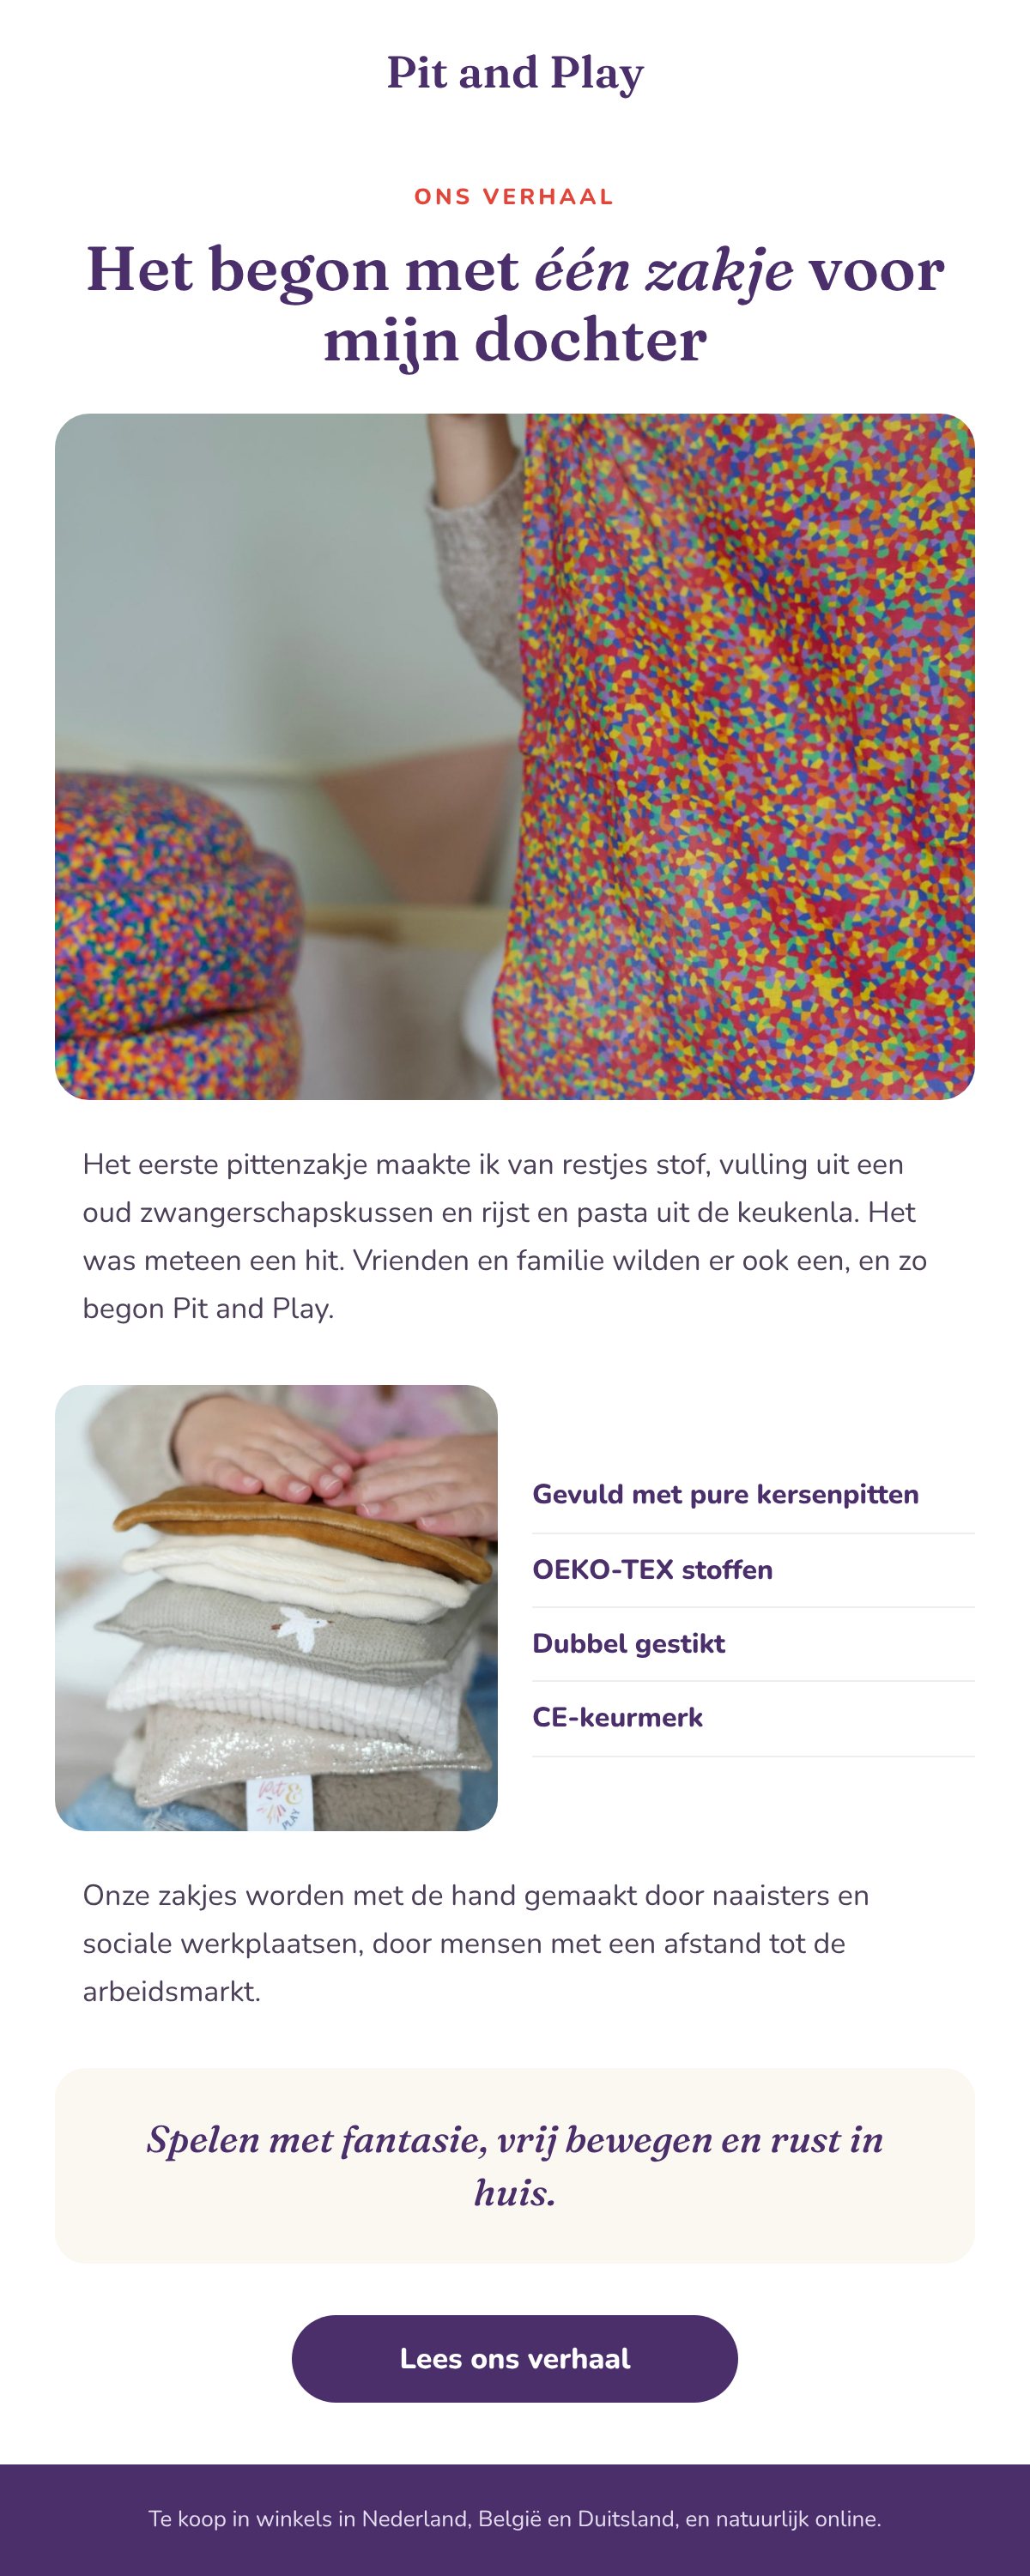 Pit and Play
ONS VERHAAL
Het begon met één zakje voor
mijn dochter
Het eerste pittenzakje maakte ik van restjes stof, vulling uit een
oud zwangerschapskussen en rijst en pasta uit de keukenla. Het
was meteen een hit. Vrienden en familie wilden er ook een, en zo
begon Pit and Play.
Pit &
PLAY
Gevuld met pure kersenpitten
OEKO-TEX stoffen
Dubbel gestikt
CE-keurmerk
Onze zakjes worden met de hand gemaakt door naaisters en
sociale werkplaatsen, door mensen met een afstand tot de
arbeidsmarkt.
Spelen met fantasie, vrij bewegen en rust in
huis.
Lees ons verhaal
Te koop in winkels in Nederland, België en Duitsland, en natuurlijk online.